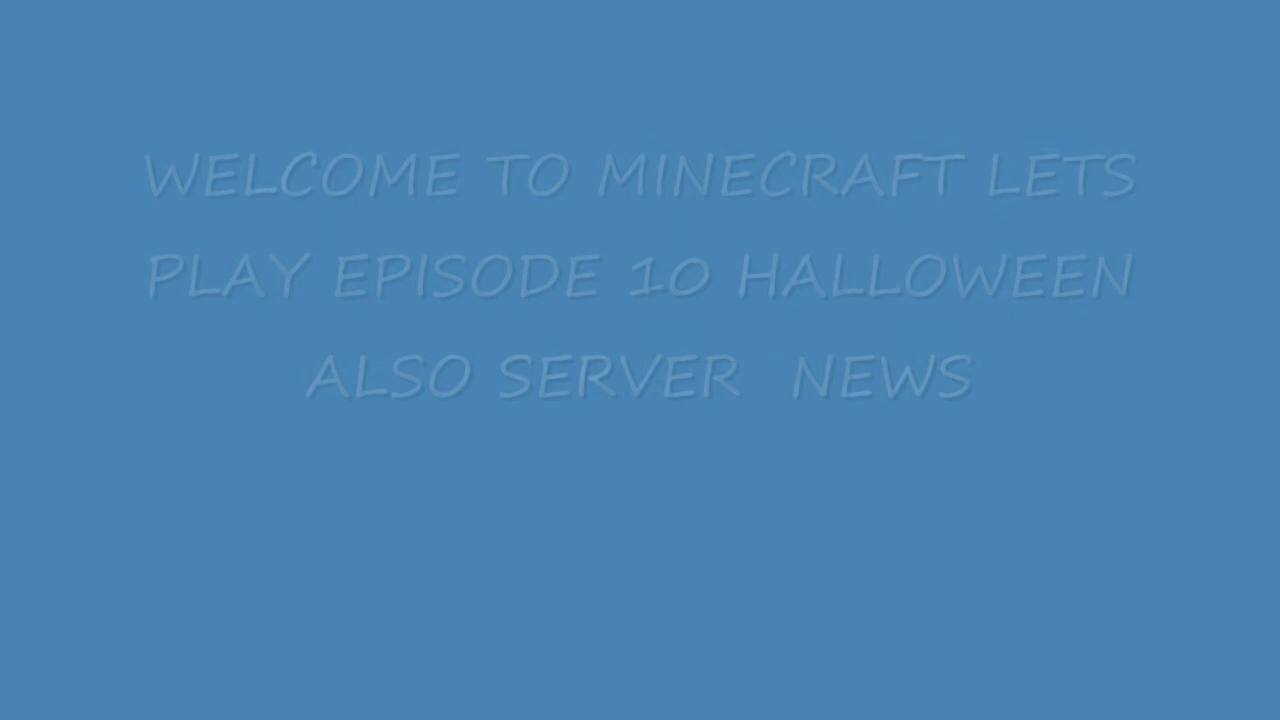 WELCOME TO MINECRAFT LETS
PLAY EPISODE 10 HALLOWEEN
ALSO SERVER  NEWS